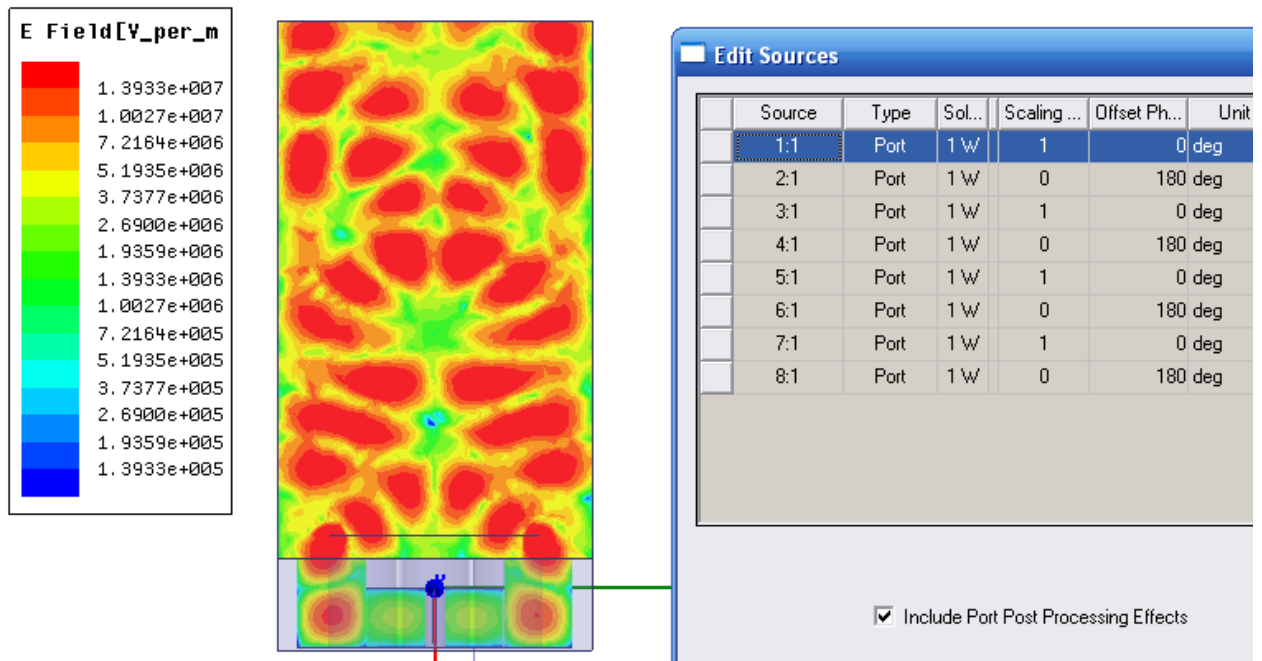 E Field[V_per_m
1.3933e+007
1.0027e+007
7.2164e+006
5.1935e+006
3.7377e+006
2.6900e+006
1.9359e+006
1.3933e+006
1.0027e+006
7.2164e+005
5.1935e+005
3.7377e+005
2.6900e+005
1.9359e+005
1.3933e+005
Edit Sources
Source Type Sol... Scaling ... Offset Ph... Unit
1:1 Port 1 W 1 0 deg
2:1 Port 1 W 0 180 deg
3:1 Port 1 W 1 0 deg
4:1 Port 1 W 0 180 deg
5:1 Port 1 W 1 0 deg
6:1 Port 1 W 0 180 deg
7:1 Port 1 W 1 0 deg
8:1 Port 1 W 0 180 deg
Include Port Post Processing Effects